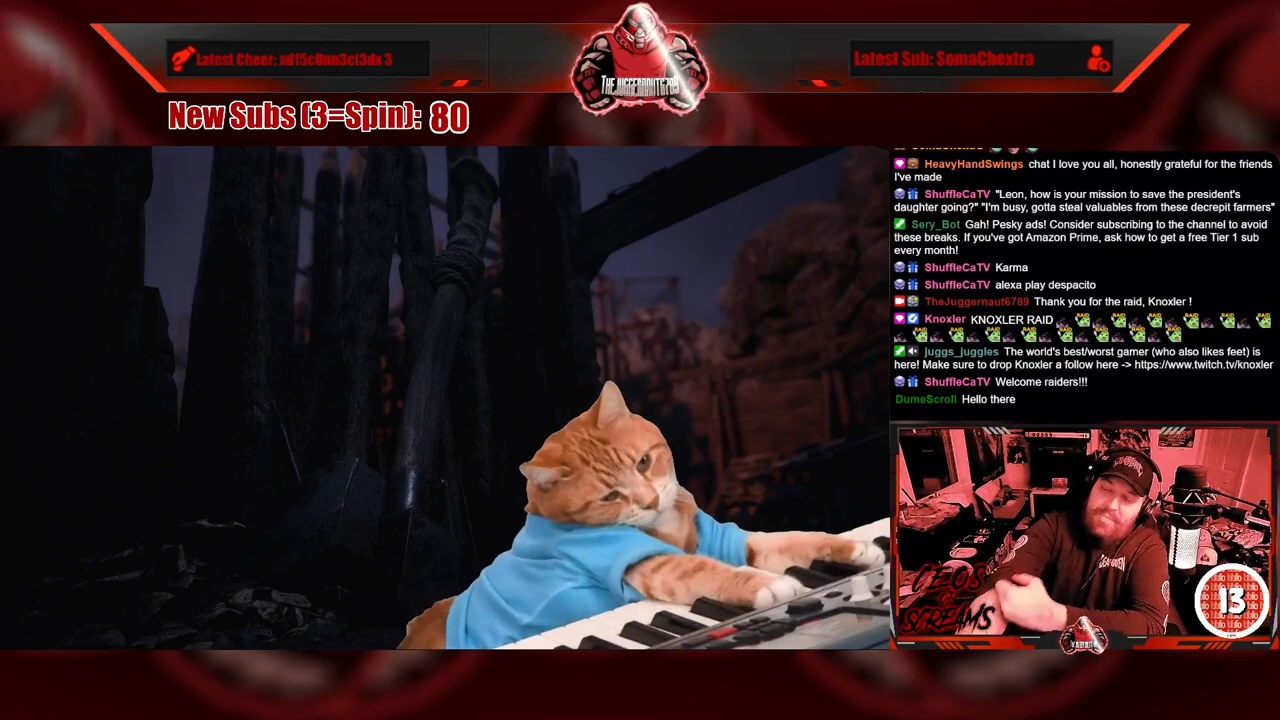 Latest Cheer: xd15c0nn3ct3dx 3
THEJUGGERNAUT6789
Latest Sub: SomaChextra
New Subs (3=Spin): 80
HeavyHandSwings chat I love you all, honestly grateful for the friends
I've made
ShuffleCaTV "Leon, how is your mission to save the president's
daughter going?" "I'm busy, gotta steal valuables from these decrepit farmers"
Sery_Bot Gah! Pesky ads! Consider subscribing to the channel to avoid
these breaks. If you've got Amazon Prime, ask how to get a free Tier 1 sub
every month!
ShuffleCaTV Karma
ShuffleCaTV alexa play despacito
TheJuggernaut6789 Thank you for the raid, Knoxler !
Knoxler KNOXLER RAID
juggs_juggles The world's best/worst gamer (who also likes feet) is
here! Make sure to drop Knoxler a follow here -> https://www.twitch.tv/knoxler
ShuffleCaTV Welcome raiders!!!
DumeScroll Hello there
CEOS
OF
SCREAMS
13